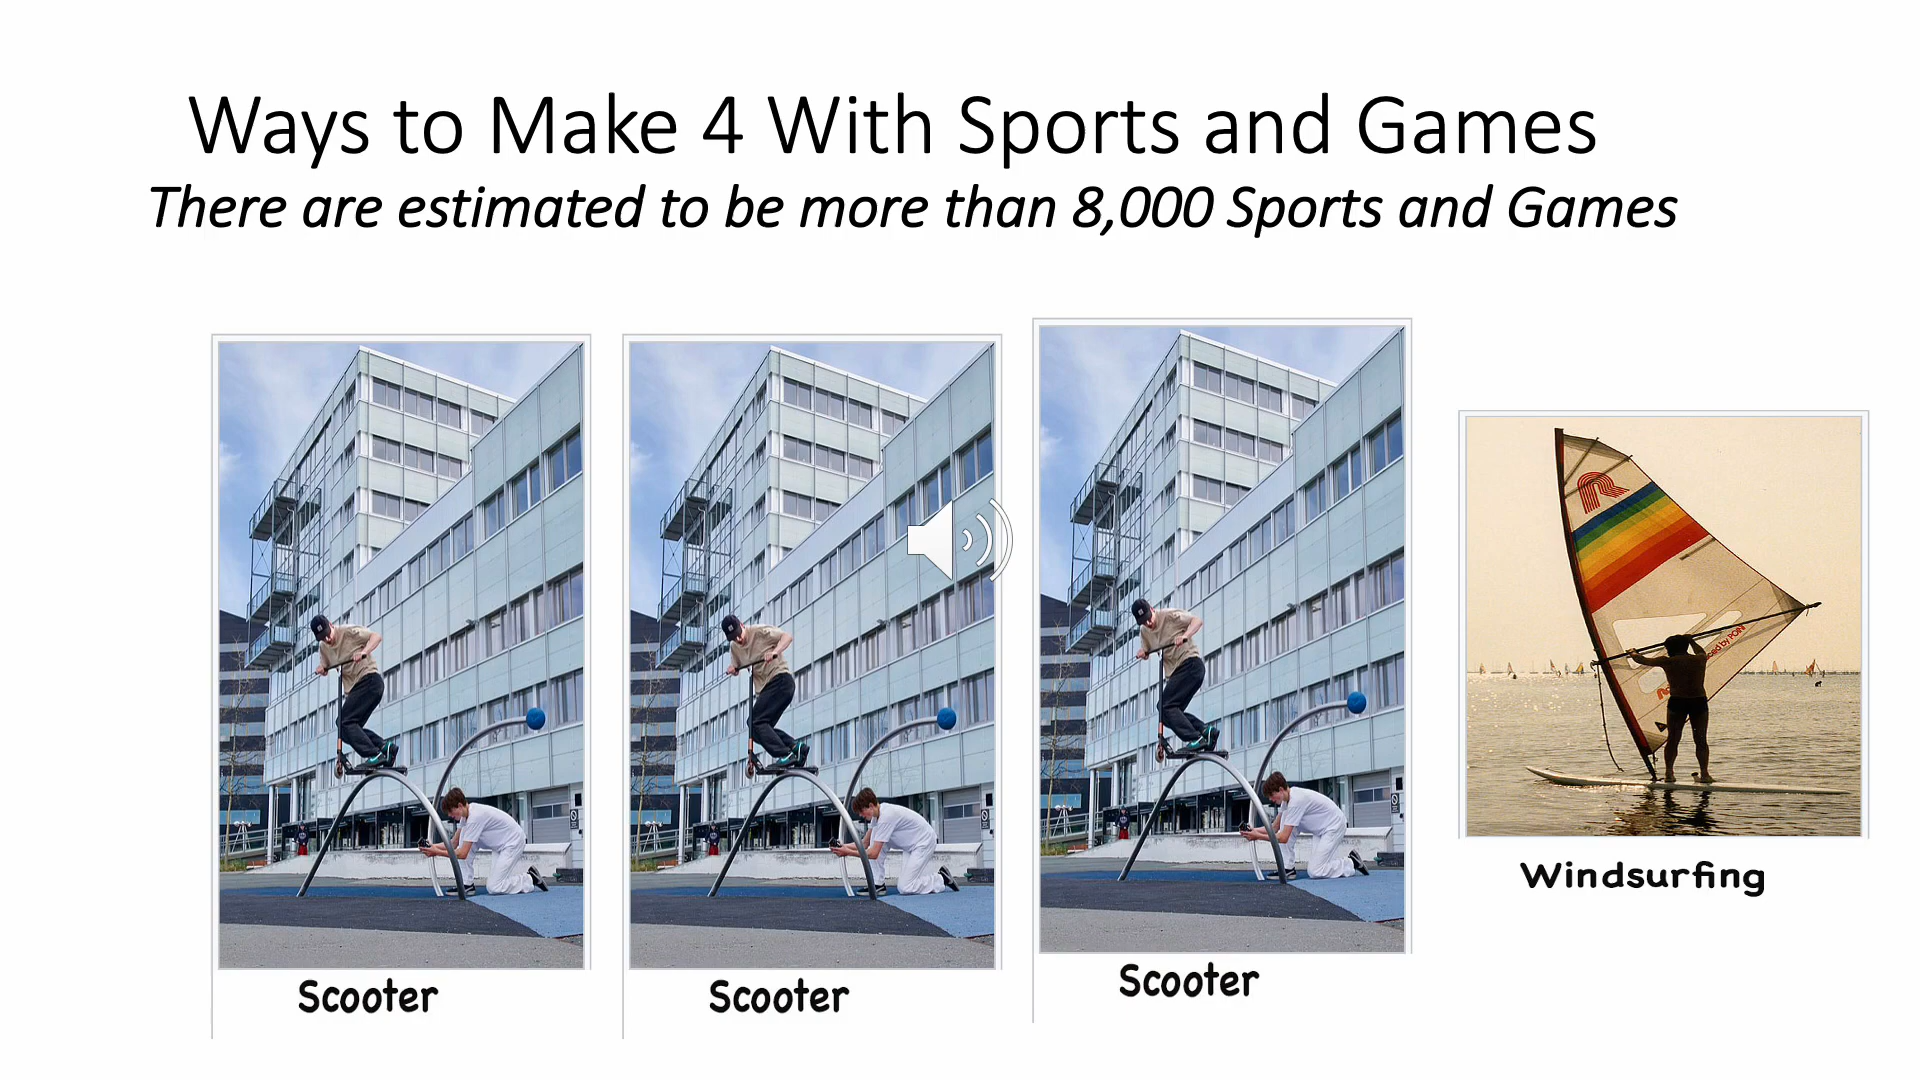 Ways to Make 4 With Sports and Games
There are estimated to be more than 8,000 Sports and Games
R
Scooter
Scooter
Scooter
Windsurfing